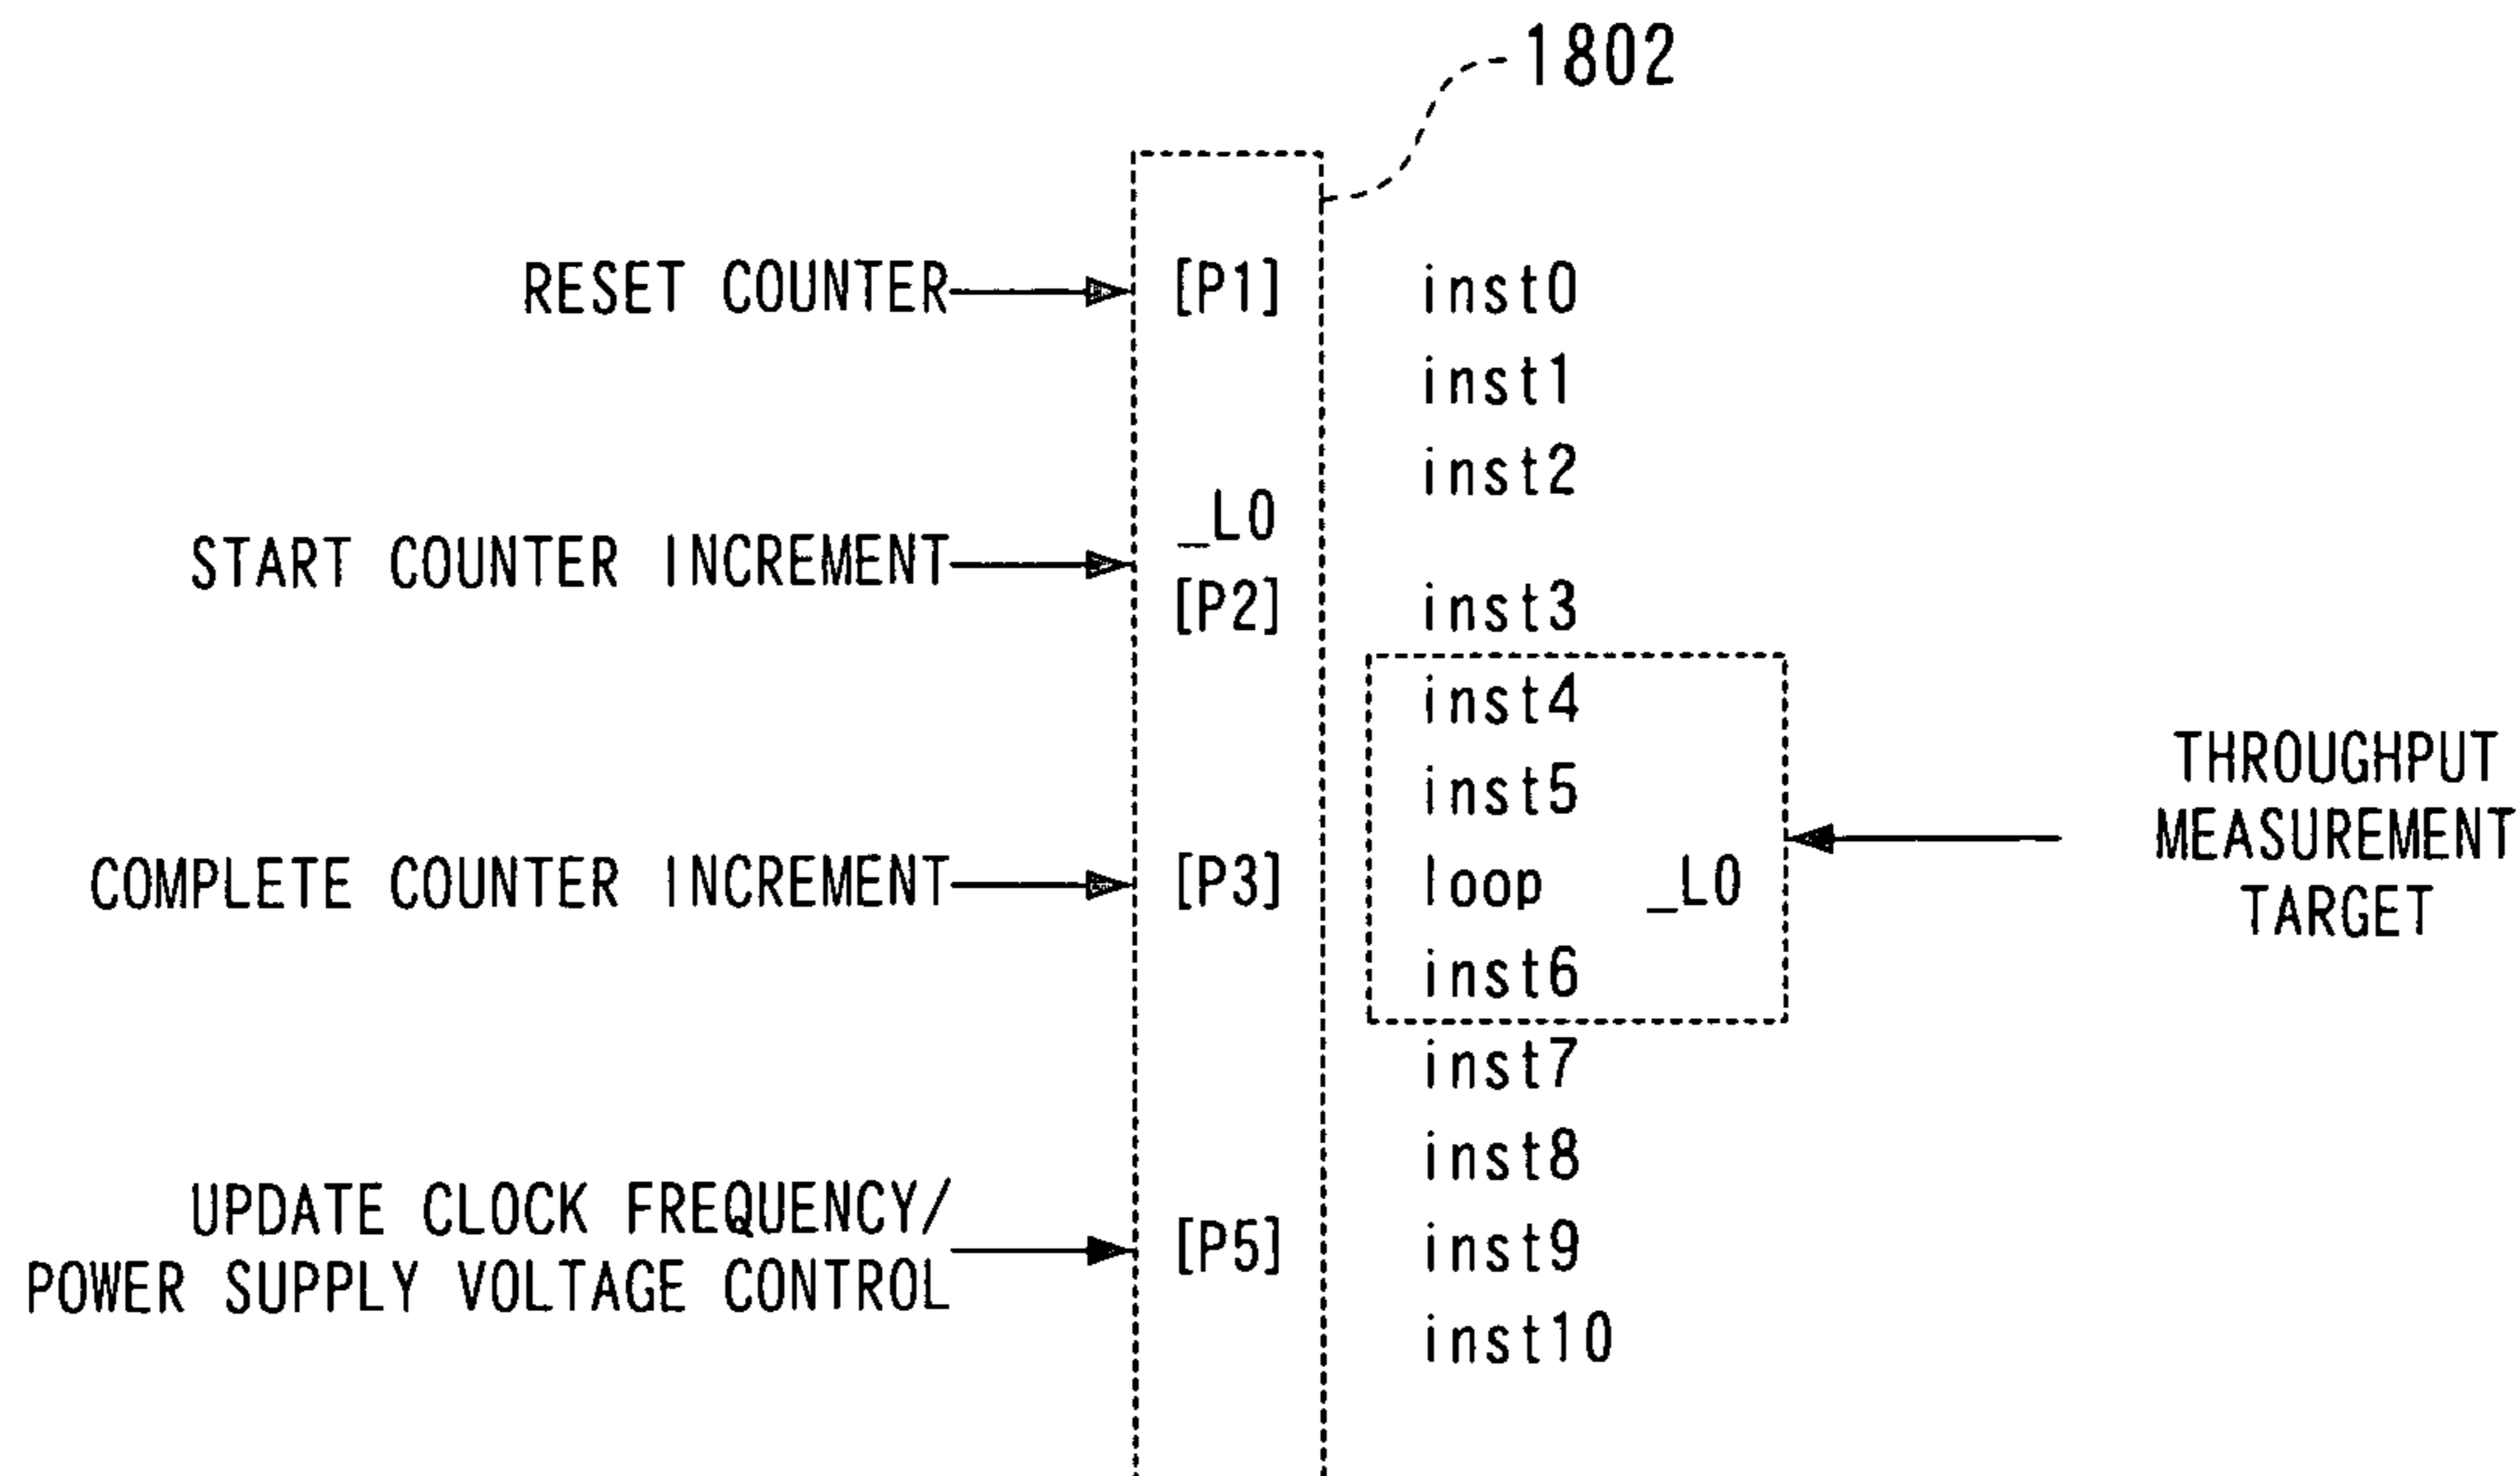 1802
RESET COUNTER [P1] inst0
inst1
inst2
_L0
START COUNTER INCREMENT
[P2] inst3
inst4
inst5
THROUGHPUT
MEASUREMENT
TARGET
COMPLETE COUNTER INCREMENT [P3] loop _L0
inst6
inst7
inst8
UPDATE CLOCK FREQUENCY/
POWER SUPPLY VOLTAGE CONTROL
[P5] inst9
inst10